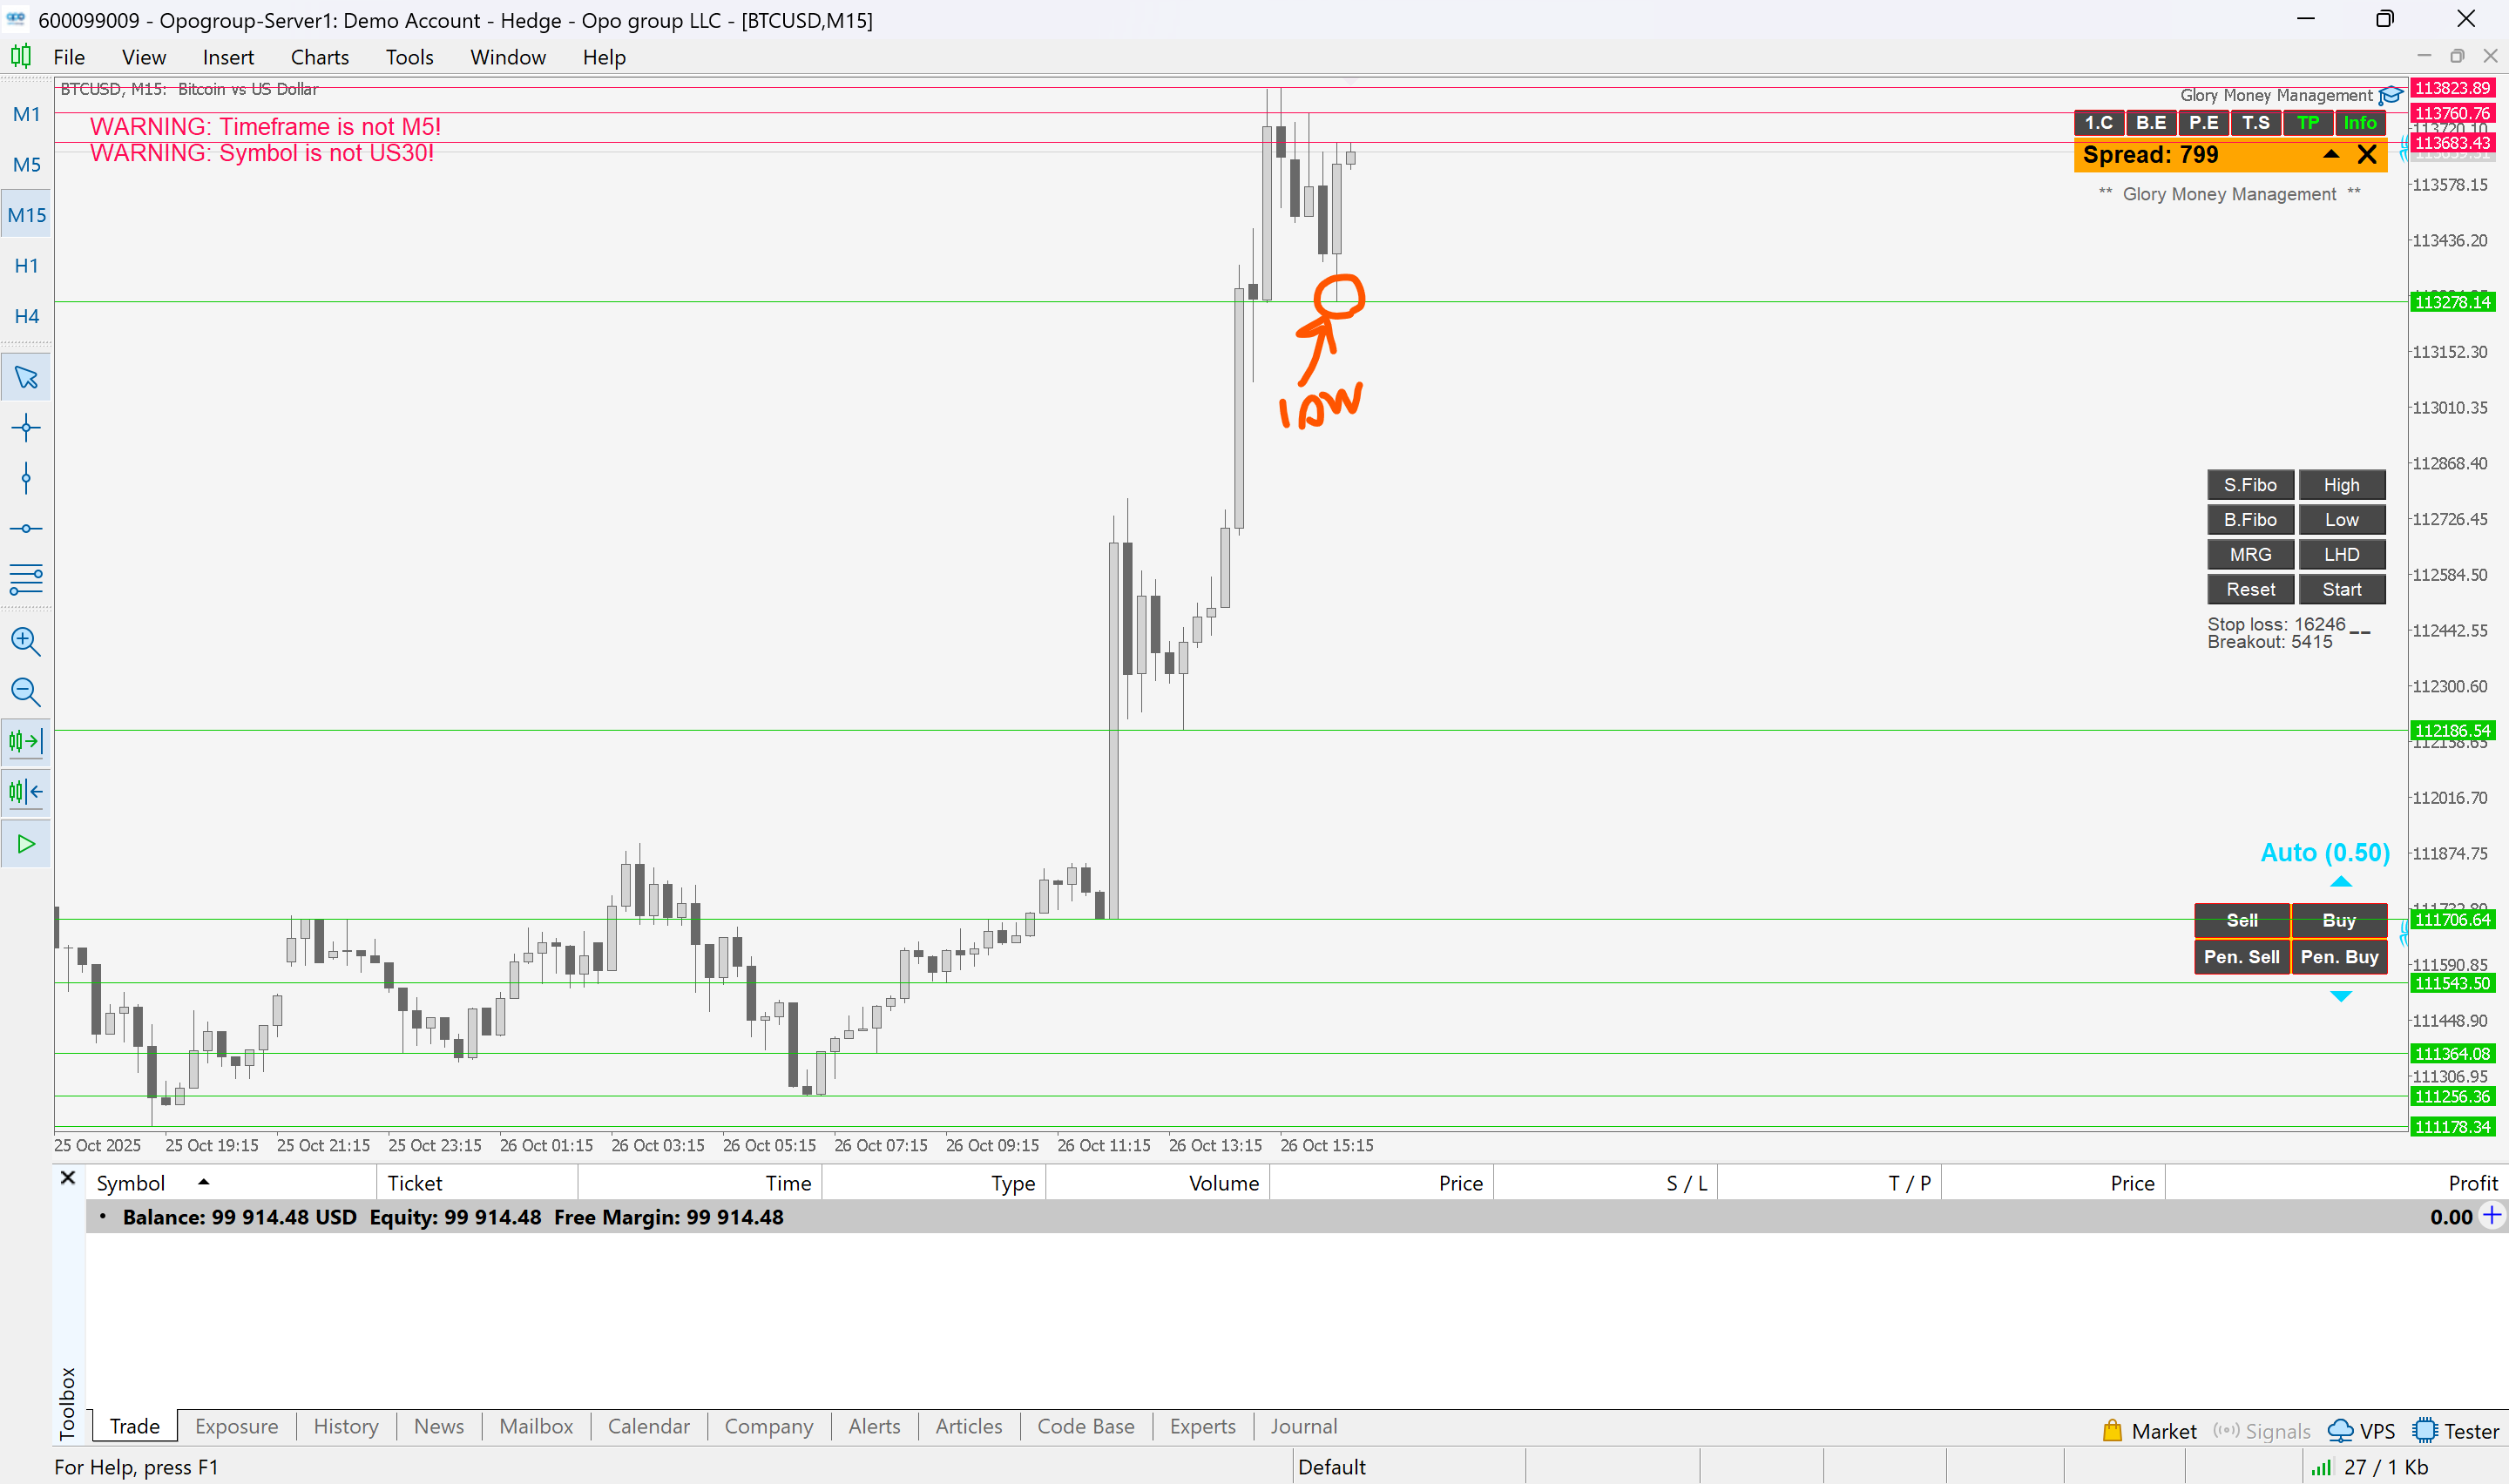 600099009 - Opogroup-Server1: Demo Account - Hedge - Opo group LLC - [BTCUSD,M15]
File View Insert Charts Tools Window Help
BTCUSD, M15: Bitcoin vs US Dollar
WARNING: Timeframe is not M5!
WARNING: Symbol is not US30!
M1
M5
M15
H1
H4
low
Glory Money Management
1.C B.E P.E T.S TP Info
Spread: 799
** Glory Money Management **
S.Fibo High
B.Fibo Low
MRG LHD
Reset Start
Stop loss: 16246 _ _
Breakout: 5415
Auto (0.50)
Sell Buy
Pen. Sell Pen. Buy
113823.89
113760.76
113720.10
113683.43
113578.15
113436.20
113278.14
113152.30
113010.35
112868.40
112726.45
112584.50
112442.55
112300.60
112186.54
112158.65
112016.70
111874.75
111732.80
111706.64
111590.85
111543.50
111448.90
111364.08
111306.95
111256.36
111178.34
25 Oct 2025 25 Oct 19:15 25 Oct 21:15 25 Oct 23:15 26 Oct 01:15 26 Oct 03:15 26 Oct 05:15 26 Oct 07:15 26 Oct 09:15 26 Oct 11:15 26 Oct 13:15 26 Oct 15:15
Symbol Ticket Time Type Volume Price S / L T / P Price Profit
• Balance: 99 914.48 USD Equity: 99 914.48 Free Margin: 99 914.48 0.00
Toolbox
Trade Exposure History News Mailbox Calendar Company Alerts Articles Code Base Experts Journal
Market Signals VPS Tester
For Help, press F1 Default 27 / 1 Kb